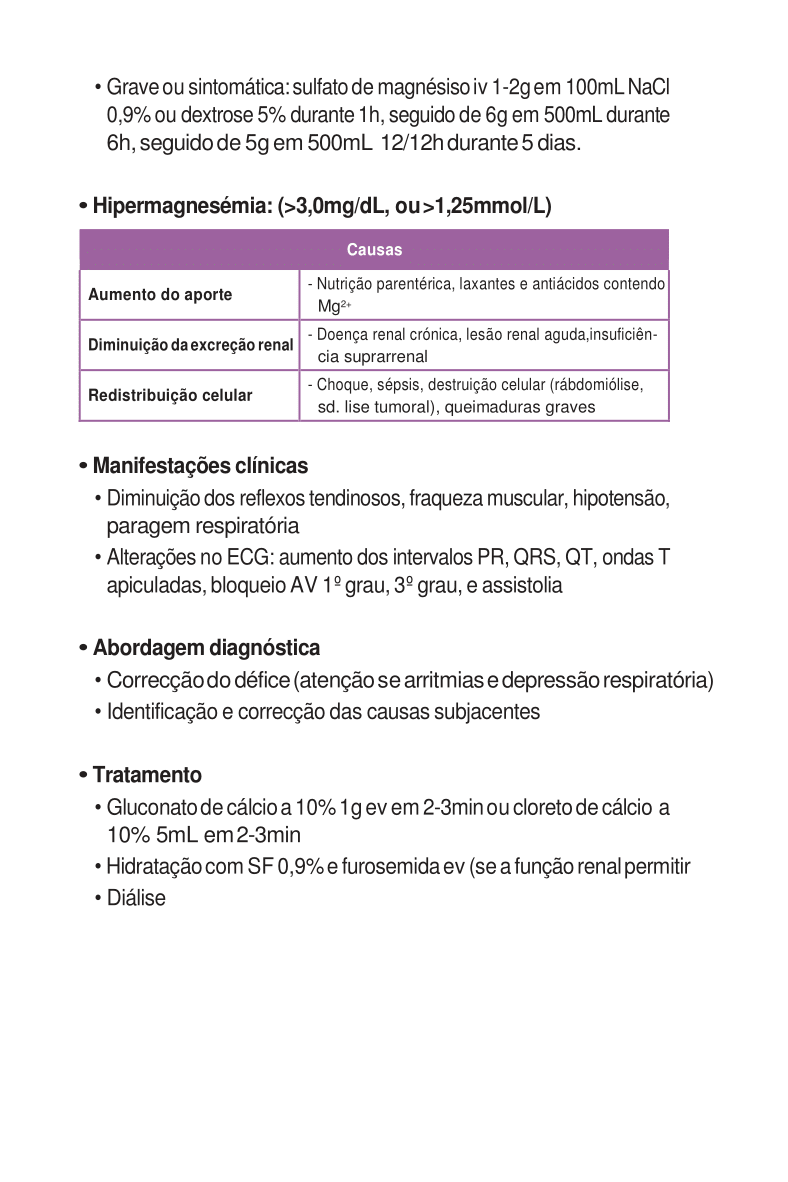 • Grave ou sintomática: sulfato de magnésiso iv 1-2g em 100mL NaCl
0,9% ou dextrose 5% durante 1h, seguido de 6g em 500mL durante
6h, seguido de 5g em 500mL 12/12h durante 5 dias.
• Hipermagnesémia: (>3,0mg/dL, ou >1,25mmol/L)
Causas
Aumento do aporte
- Nutrição parentérica, laxantes e antiácidos contendo
Mg²⁺
Diminuição da excreção renal
- Doença renal crónica, lesão renal aguda,insuficiên-
cia suprarrenal
Redistribuição celular
- Choque, sépsis, destruição celular (rábdomiólise,
sd. lise tumoral), queimaduras graves
• Manifestações clínicas
• Diminuição dos reflexos tendinosos, fraqueza muscular, hipotensão,
paragem respiratória
• Alterações no ECG: aumento dos intervalos PR, QRS, QT, ondas T
apiculadas, bloqueio AV 1º grau, 3º grau, e assistolia
• Abordagem diagnóstica
• Correcção do défice (atenção se arritmias e depressão respiratória)
• Identificação e correcção das causas subjacentes
• Tratamento
• Gluconato de cálcio a 10% 1g ev em 2-3min ou cloreto de cálcio a
10% 5mL em 2-3min
• Hidratação com SF 0,9% e furosemida ev (se a função renal permitir
• Diálise